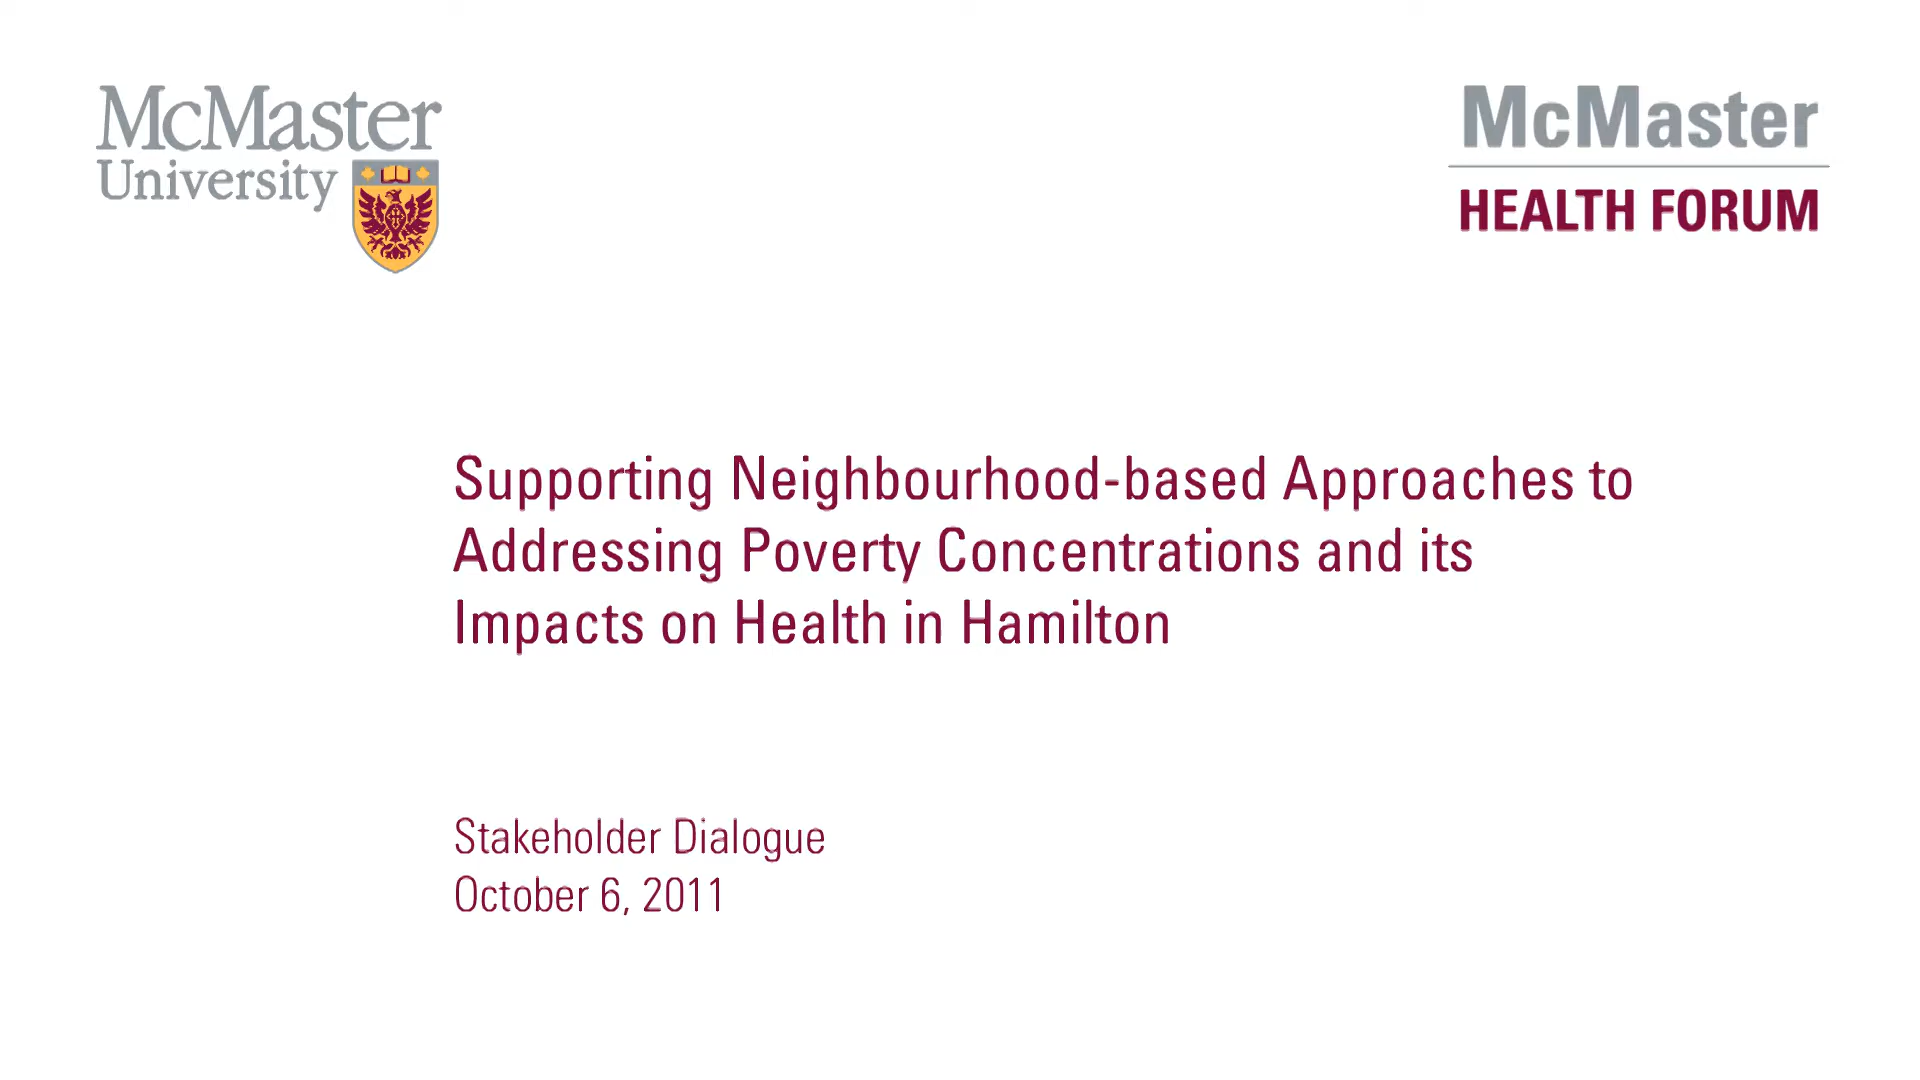 McMaster
University
McMaster
HEALTH FORUM
Supporting Neighbourhood-based Approaches to
Addressing Poverty Concentrations and its
Impacts on Health in Hamilton
Stakeholder Dialogue
October 6, 2011